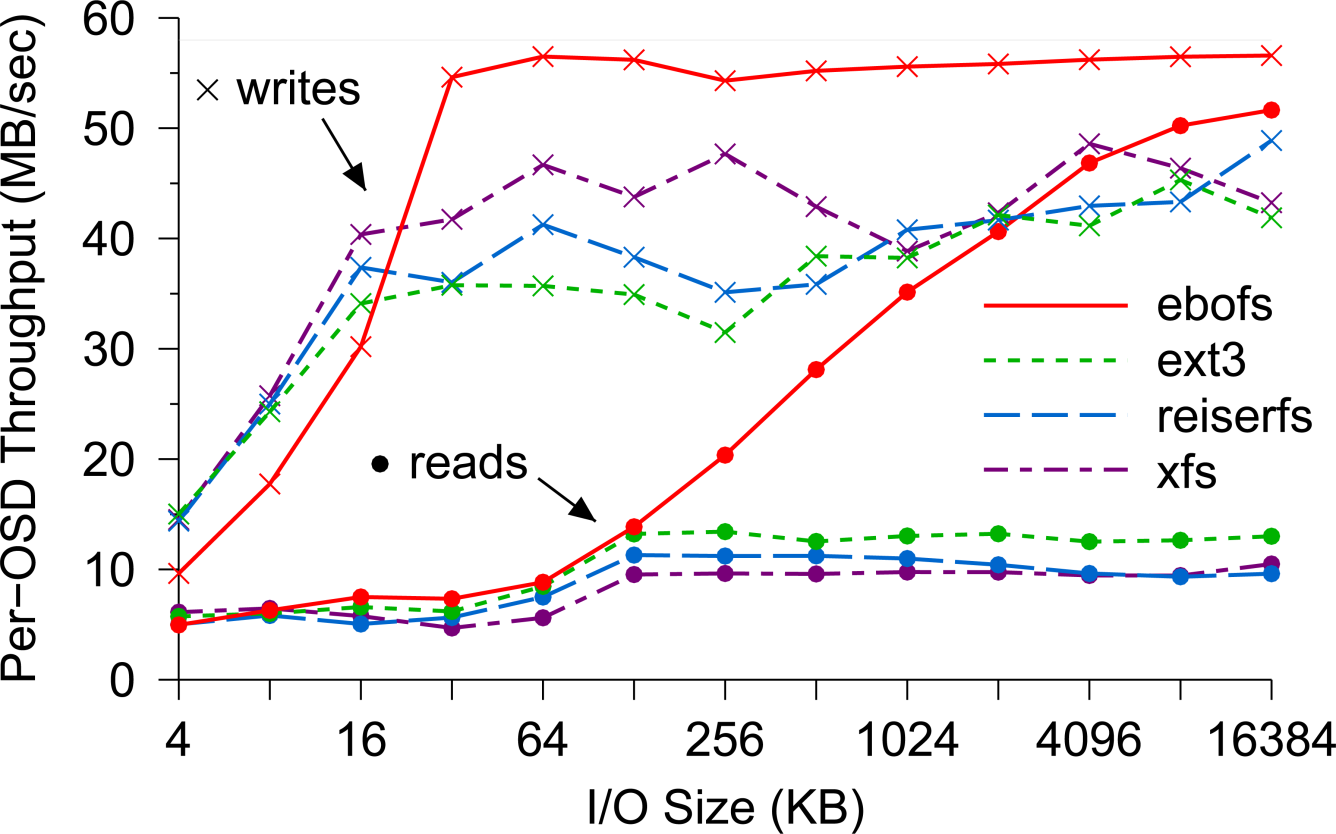 Per-OSD Throughput (MB/sec)
60
50
40
30
20
10
0
writes
reads
ebofs
ext3
reiserfs
xfs
4 16 64 256 1024 4096 16384
I/O Size (KB)